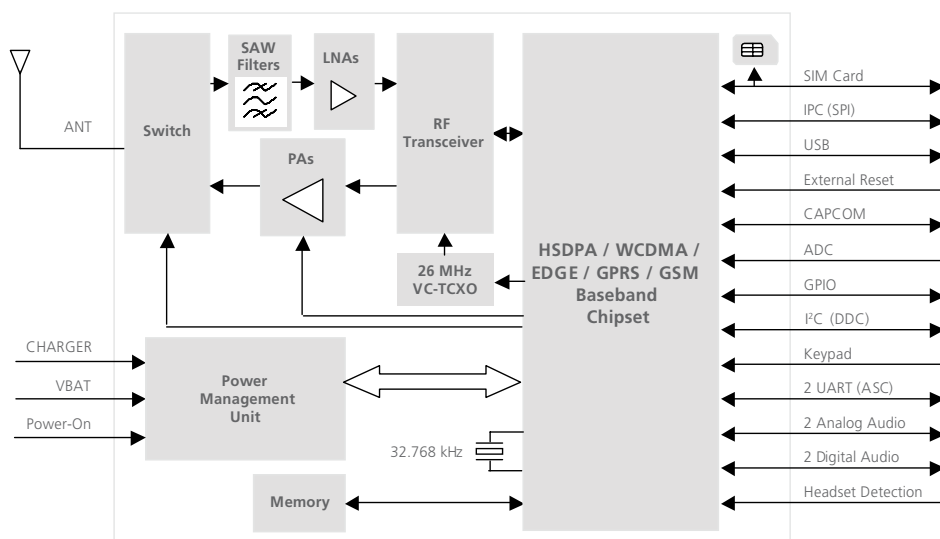 SAW
Filters
LNAs
ANT
Switch
RF
Transceiver
PAs
26 MHz
VC-TCXO
HSDPA / WCDMA /
EDGE / GPRS / GSM
Baseband
Chipset
CHARGER
VBAT
Power-On
Power
Management
Unit
32.768 kHz
Memory
SIM Card
IPC (SPI)
USB
External Reset
CAPCOM
ADC
GPIO
I²C (DDC)
Keypad
2 UART (ASC)
2 Analog Audio
2 Digital Audio
Headset Detection